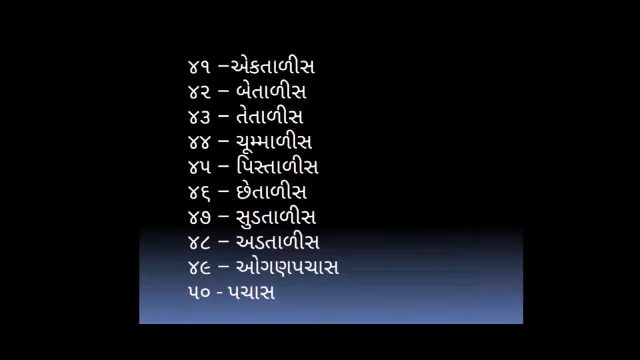 ૪૧ –એકતાળીસ
૪૨ – બેતાળીસ
૪૩ – તેતાળીસ
૪૪ – ચૂમ્માળીસ
૪૫ – પિસ્તાળીસ
૪૬ – છેતાળીસ
૪૭ – સુડતાળીસ
૪૮ – અડતાળીસ
૪૯ – ઓગણપચાસ
૫૦ - પચાસ